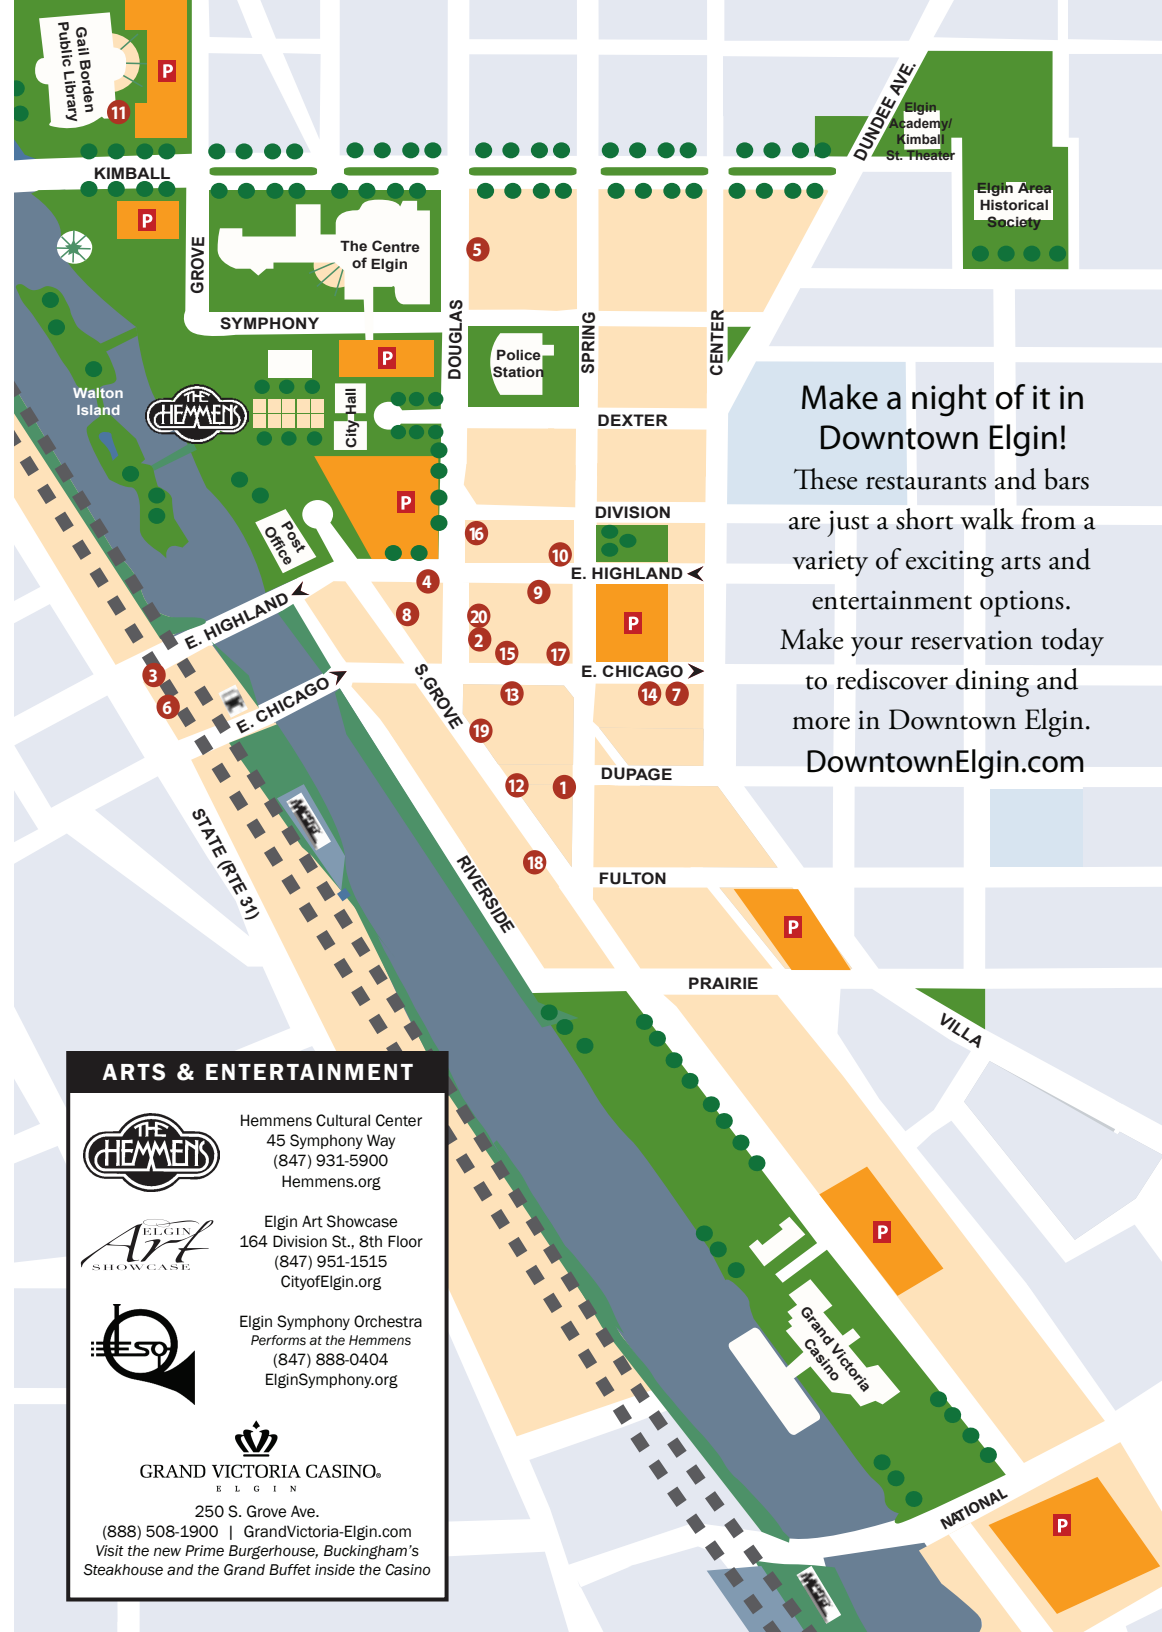 Gail Borden
Public Library
P
11
KIMBALL
P
GROVE
The Centre
of Elgin
SYMPHONY
5
DOUGLAS
SPRING
CENTER
DUNDEE AVE.
Elgin
Academy/
Kimball
St. Theater
Elgin Area
Historical
Society
P
Police
Station
Walton
Island
THE
HEMMENS
City Hall
DEXTER
P
Post
Office
DIVISION
16
10
E. HIGHLAND
4
8
9
20
2
15
17
P
E. HIGHLAND
3
6
E. CHICAGO
S.GROVE
E. CHICAGO
13
14
7
19
12
1
DUPAGE
18
STATE (RTE 31)
RIVERSIDE
FULTON
P
PRAIRIE
VILLA
P
Grand Victoria
Casino
NATIONAL
P
Make a night of it in
Downtown Elgin!
These restaurants and bars
are just a short walk from a
variety of exciting arts and
entertainment options.
Make your reservation today
to rediscover dining and
more in Downtown Elgin.
DowntownElgin.com
ARTS & ENTERTAINMENT
THE
HEMMENS
Hemmens Cultural Center
45 Symphony Way
(847) 931-5900
Hemmens.org
ELGIN
Art
SHOWCASE
Elgin Art Showcase
164 Division St., 8th Floor
(847) 951-1515
CityofElgin.org
ESO
Elgin Symphony Orchestra
Performs at the Hemmens
(847) 888-0404
ElginSymphony.org
GRAND VICTORIA CASINO®
ELGIN
250 S. Grove Ave.
(888) 508-1900 | GrandVictoria-Elgin.com
Visit the new Prime Burgerhouse, Buckingham's
Steakhouse and the Grand Buffet inside the Casino